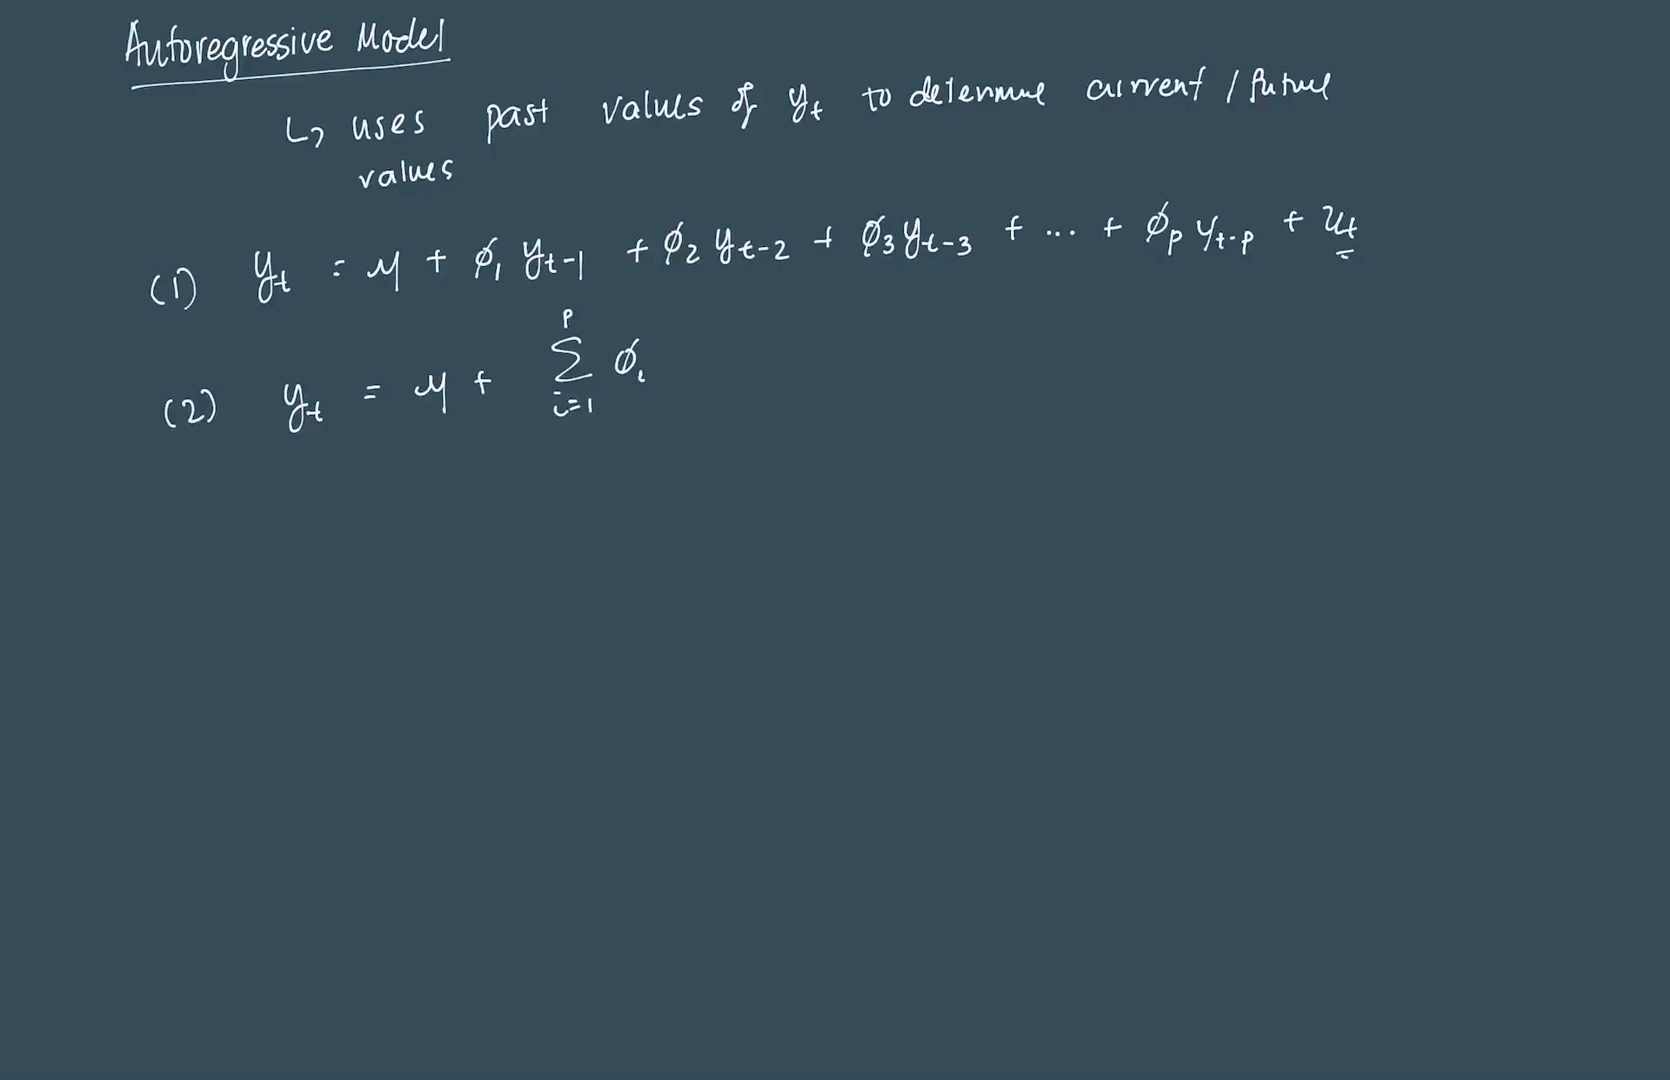 Autoregressive Model
↳ uses past values of yₜ to determine current / future
values
(1) yₜ = μ + ϕ₁ yₜ₋₁ + ϕ₂ yₜ₋₂ + ϕ₃ yₜ₋₃ + ... + ϕₚ yₜ₋ₚ + uₜ
(2) yₜ = μ + Σᵢ₌₁ᵖ ϕᵢ